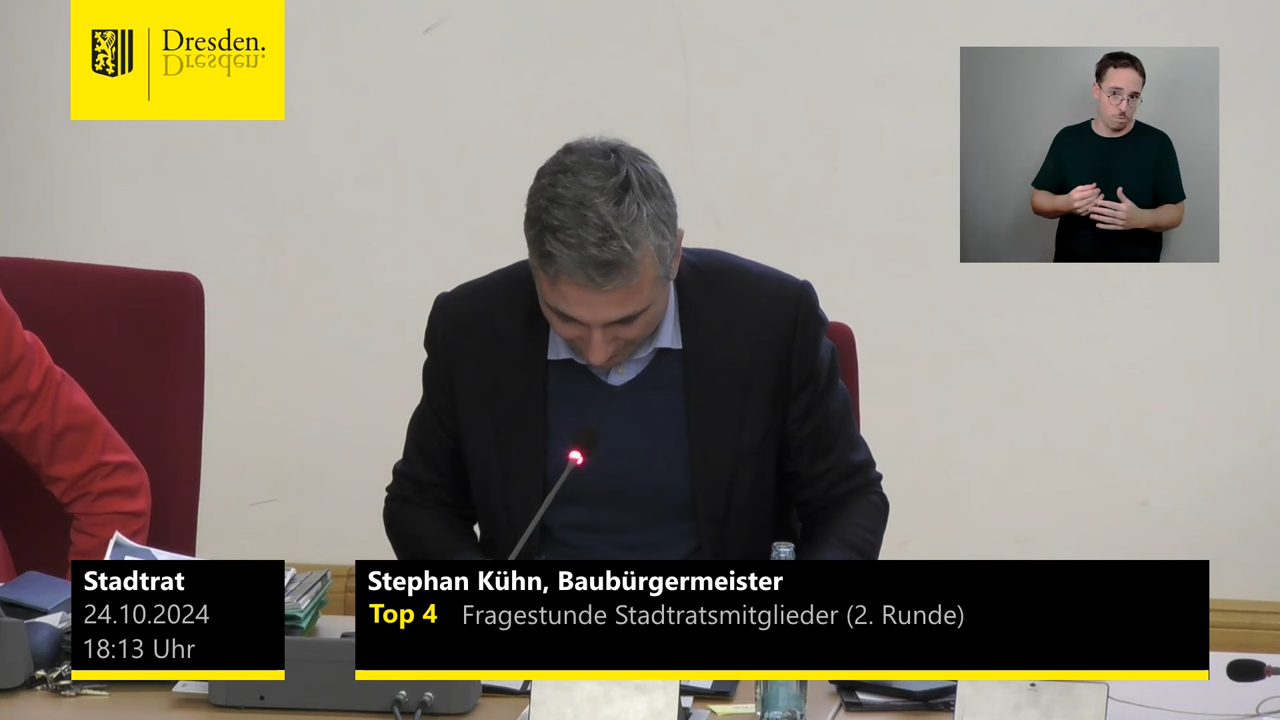 Dresden.
Dresden.
Stadtrat
24.10.2024
18:13 Uhr
Stephan Kühn, Baubürgermeister
Top 4 Fragestunde Stadtratsmitglieder (2. Runde)